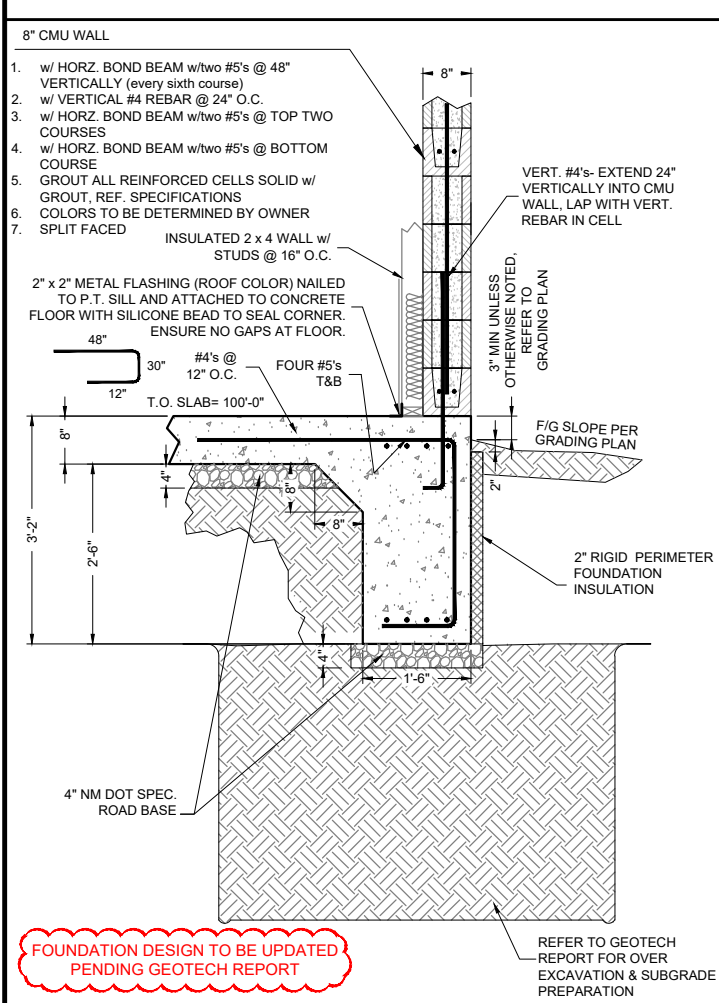 8" CMU WALL
1. w/ HORZ. BOND BEAM w/two #5's @ 48"
VERTICALLY (every sixth course)
2. w/ VERTICAL #4 REBAR @ 24" O.C.
3. w/ HORZ. BOND BEAM w/two #5's @ TOP TWO
COURSES
4. w/ HORZ. BOND BEAM w/two #5's @ BOTTOM
COURSE
5. GROUT ALL REINFORCED CELLS SOLID w/
GROUT, REF. SPECIFICATIONS
6. COLORS TO BE DETERMINED BY OWNER
7. SPLIT FACED
8"
VERT. #4's- EXTEND 24"
VERTICALLY INTO CMU
WALL, LAP WITH VERT.
REBAR IN CELL
INSULATED 2 x 4 WALL w/
STUDS @ 16" O.C.
2" x 2" METAL FLASHING (ROOF COLOR) NAILED
TO P.T. SILL AND ATTACHED TO CONCRETE
FLOOR WITH SILICONE BEAD TO SEAL CORNER.
ENSURE NO GAPS AT FLOOR.
3" MIN UNLESS
OTHERWISE NOTED,
REFER TO
GRADING PLAN
48"
30"
12"
#4's @
12" O.C.
FOUR #5's
T&B
T.O. SLAB= 100'-0"
F/G SLOPE PER
GRADING PLAN
8"
4"
8"
8"
2"
3'-2"
2'-6"
2" RIGID PERIMETER
FOUNDATION
INSULATION
4"
1'-6"
4" NM DOT SPEC.
ROAD BASE
FOUNDATION DESIGN TO BE UPDATED
PENDING GEOTECH REPORT
REFER TO GEOTECH
REPORT FOR OVER
EXCAVATION & SUBGRADE
PREPARATION